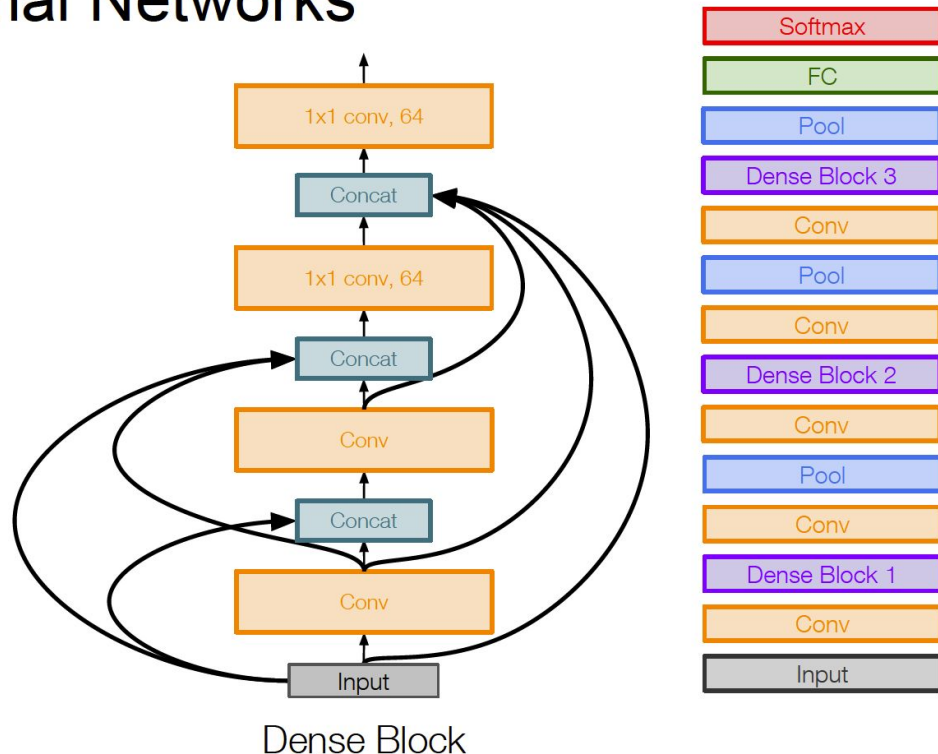 nal Networks
1x1 conv, 64
Concat
1x1 conv, 64
Concat
Conv
Concat
Conv
Input
Dense Block
Softmax
FC
Pool
Dense Block 3
Conv
Pool
Conv
Dense Block 2
Conv
Pool
Conv
Dense Block 1
Conv
Input